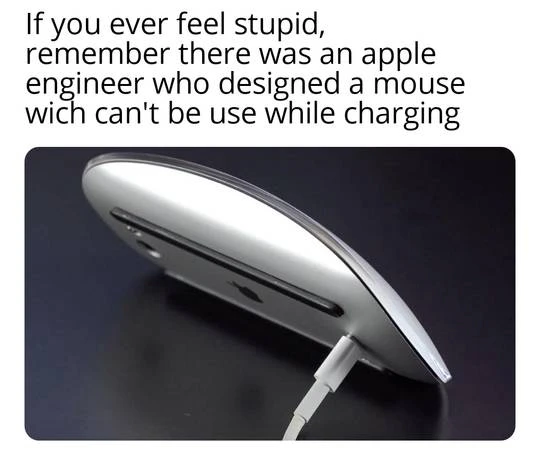 If you ever feel stupid,
remember there was an apple
engineer who designed a mouse
wich can't be use while charging